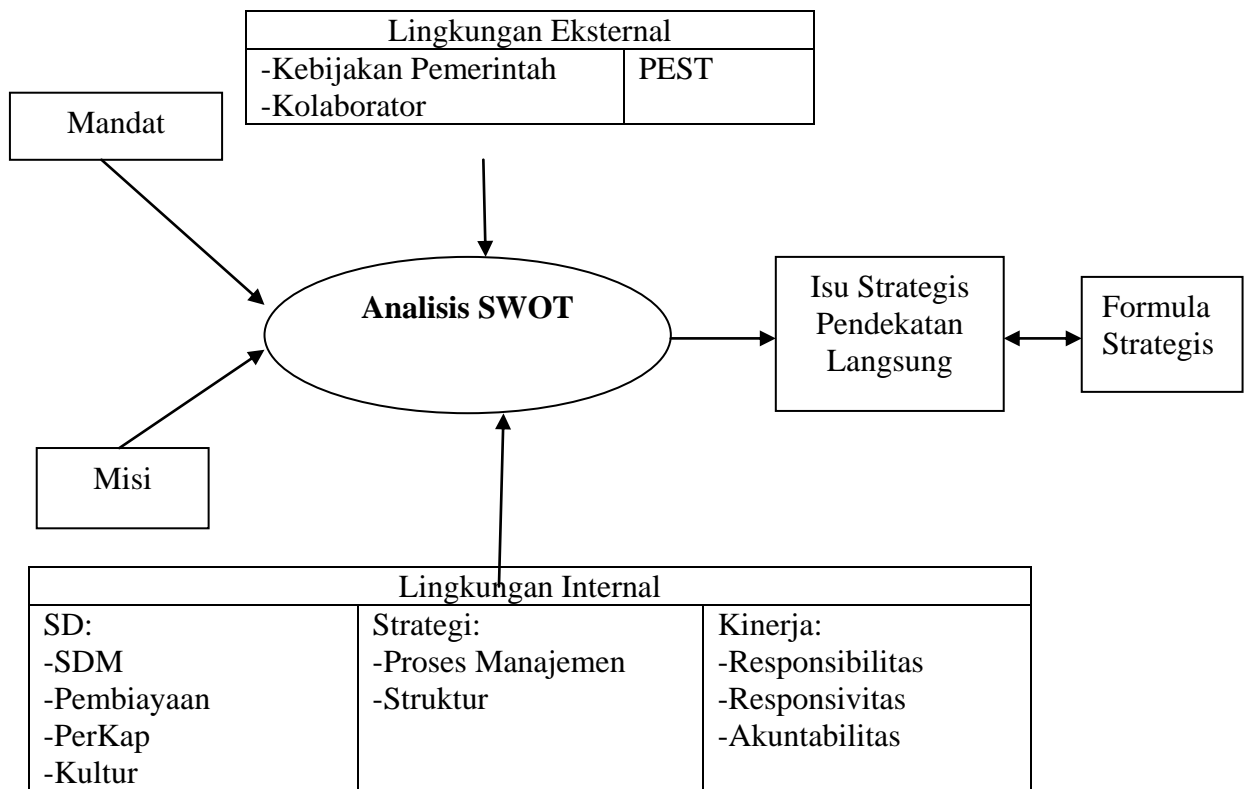 Lingkungan Eksternal
-Kebijakan Pemerintah
-Kolaborator
PEST
Mandat
Analisis SWOT
Isu Strategis
Pendekatan
Langsung
Formula
Strategis
Misi
Lingkungan Internal
SD:
-SDM
-Pembiayaan
-PerKap
-Kultur
Strategi:
-Proses Manajemen
-Struktur
Kinerja:
-Responsibilitas
-Responsivitas
-Akuntabilitas